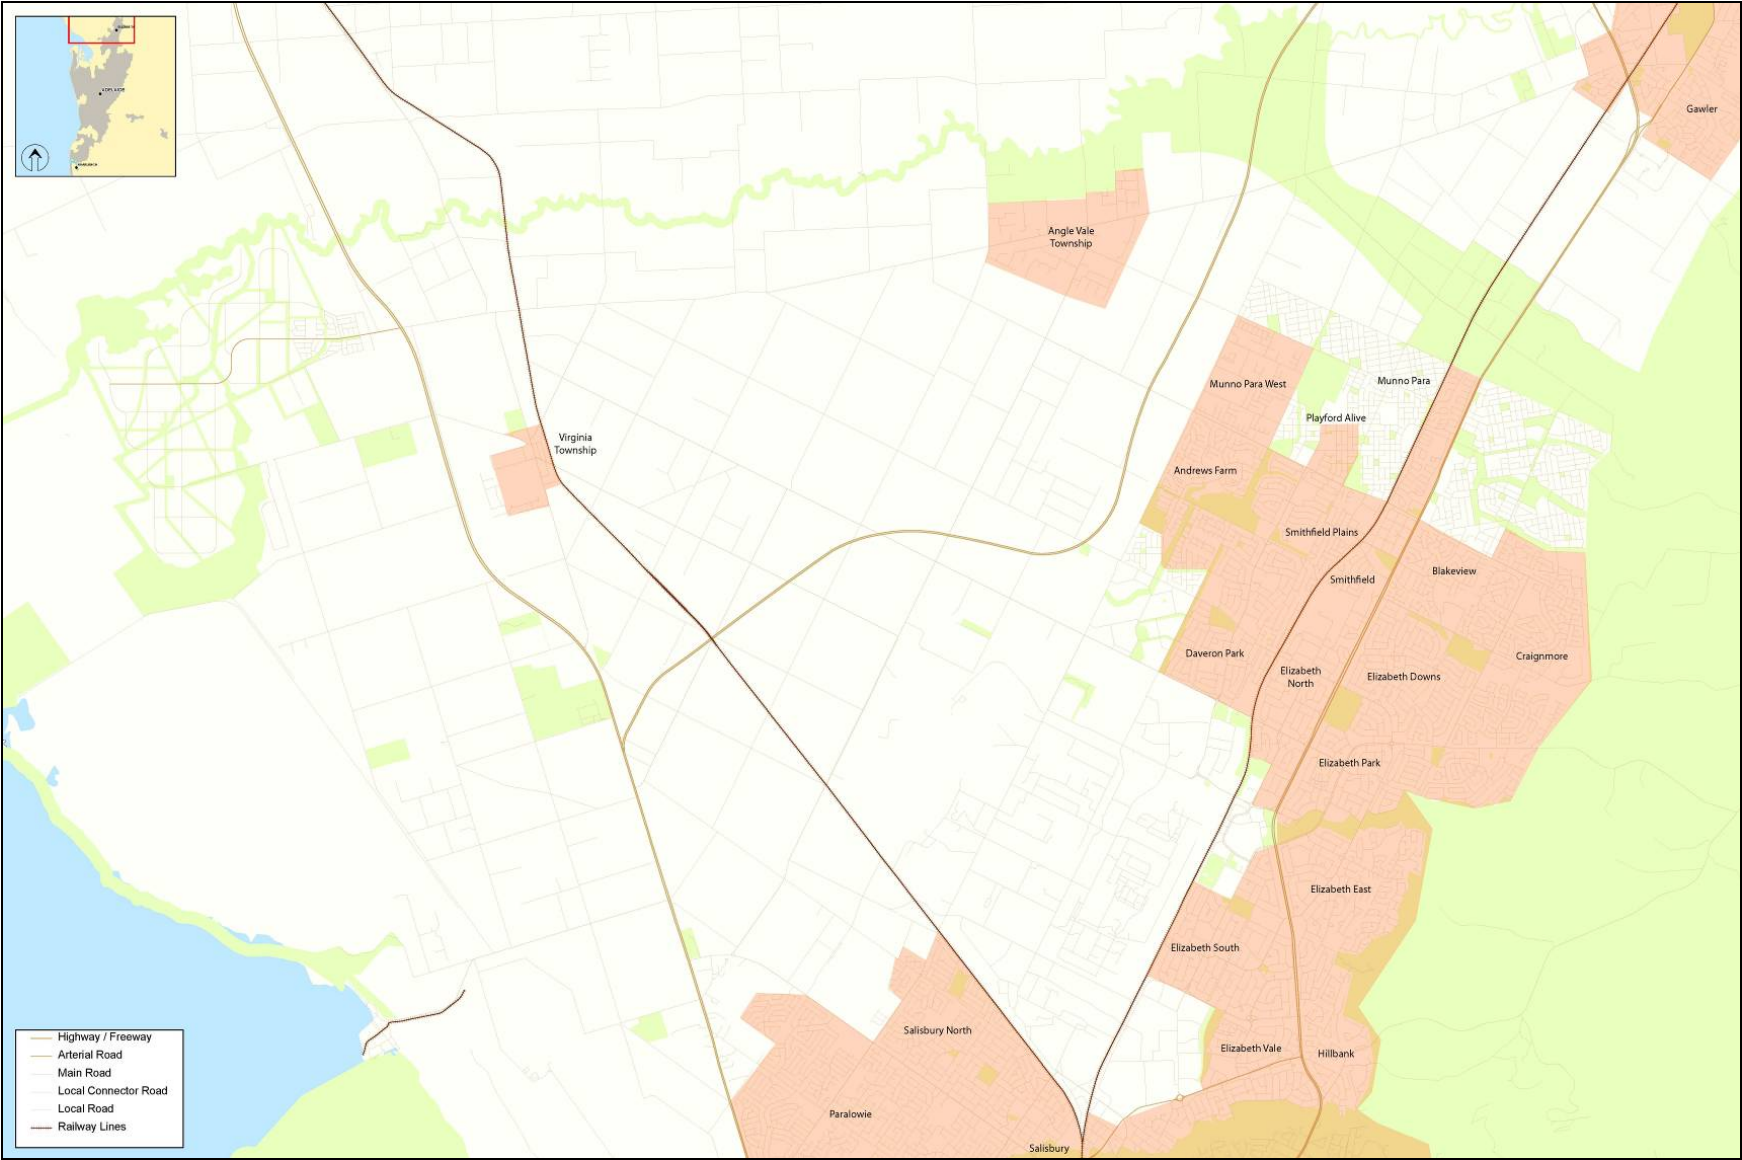 ADELAIDE
Gawler
Angle Vale
Township
Munno Para West
Munno Para
Playford Alive
Virginia
Township
Andrews Farm
Smithfield Plains
Blakeview
Smithfield
Daveron Park
Craignmore
Elizabeth
North
Elizabeth Downs
Elizabeth Park
Elizabeth East
Elizabeth South
Salisbury North
Elizabeth Vale
Hillbank
Paralowie
Salisbury
Highway / Freeway
Arterial Road
Main Road
Local Connector Road
Local Road
Railway Lines